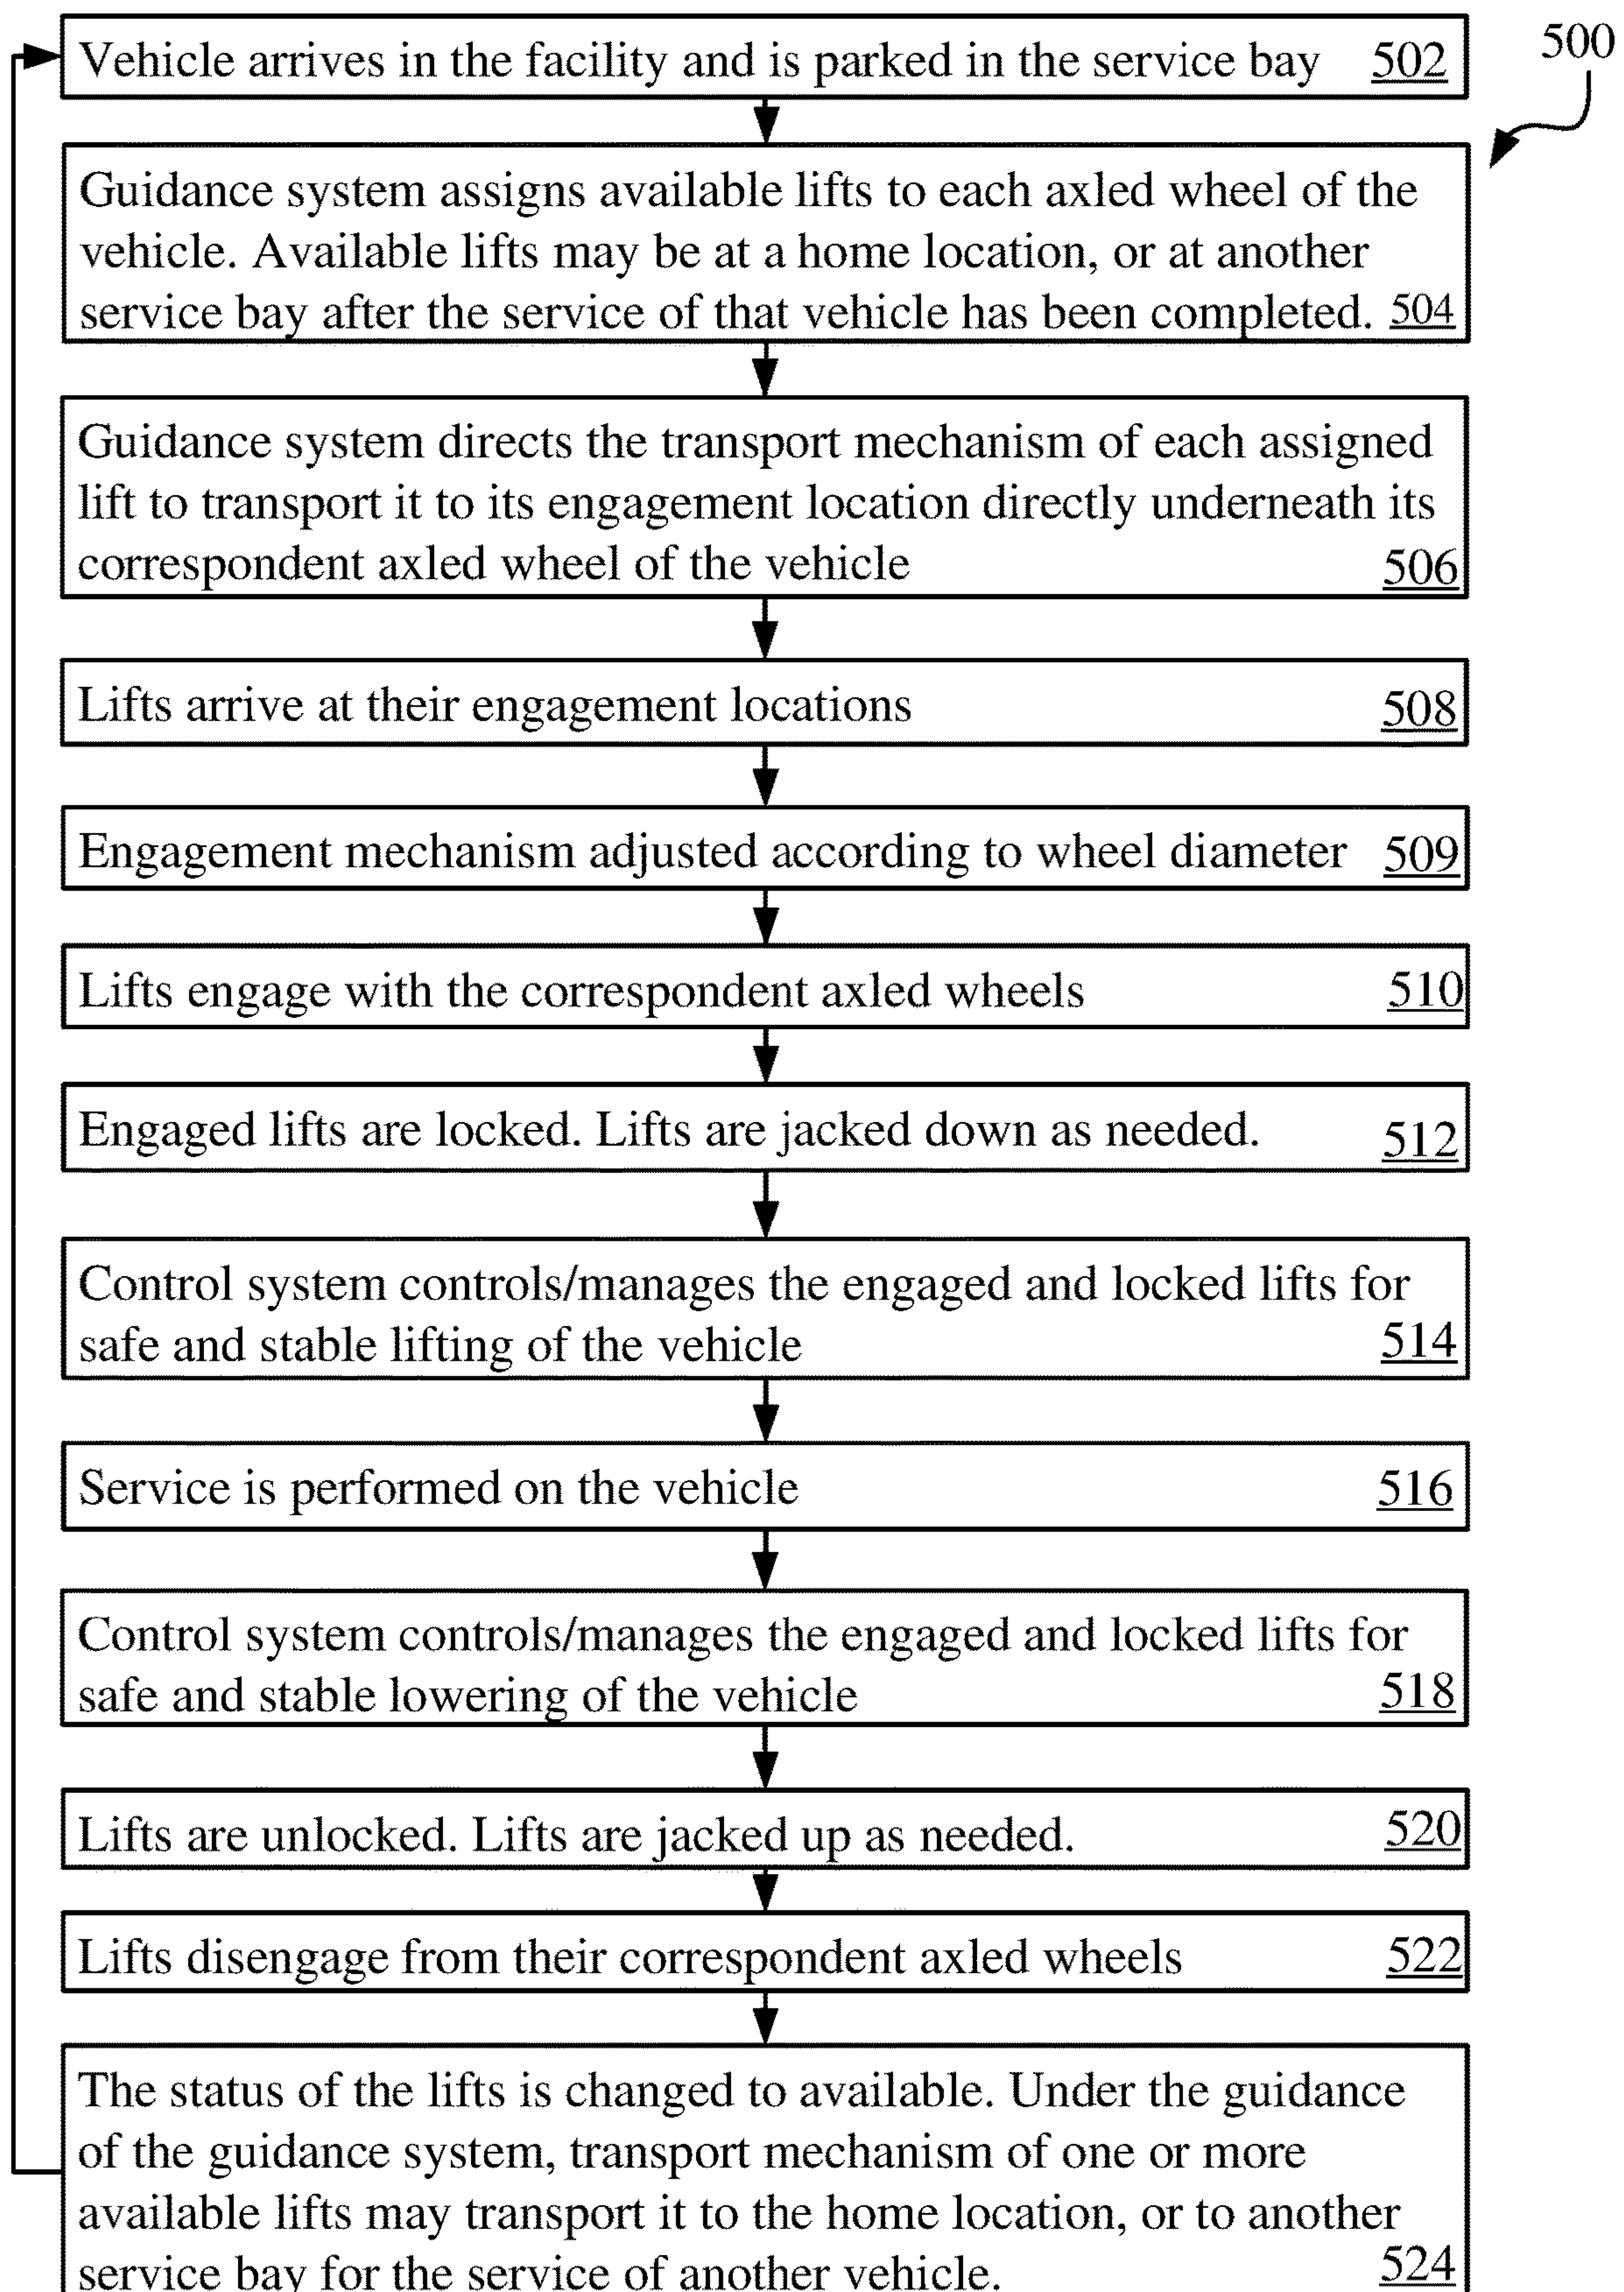 Vehicle arrives in the facility and is parked in the service bay 502
500
Guidance system assigns available lifts to each axled wheel of the
vehicle. Available lifts may be at a home location, or at another
service bay after the service of that vehicle has been completed. 504
Guidance system directs the transport mechanism of each assigned
lift to transport it to its engagement location directly underneath its
correspondent axled wheel of the vehicle 506
Lifts arrive at their engagement locations 508
Engagement mechanism adjusted according to wheel diameter 509
Lifts engage with the correspondent axled wheels 510
Engaged lifts are locked. Lifts are jacked down as needed. 512
Control system controls/manages the engaged and locked lifts for
safe and stable lifting of the vehicle 514
Service is performed on the vehicle 516
Control system controls/manages the engaged and locked lifts for
safe and stable lowering of the vehicle 518
Lifts are unlocked. Lifts are jacked up as needed. 520
Lifts disengage from their correspondent axled wheels 522
The status of the lifts is changed to available. Under the guidance
of the guidance system, transport mechanism of one or more
available lifts may transport it to the home location, or to another
service bay for the service of another vehicle. 524